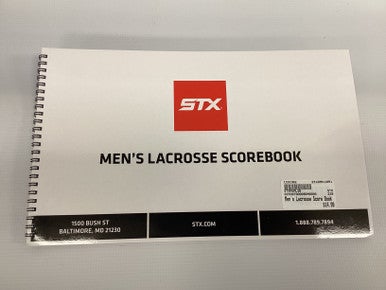 STX
MEN'S LACROSSE SCOREBOOK
Men's Lacrosse Score Book
1500 BUSH ST
BALTIMORE, MD 21230
STX.COM
1.888.789.7894